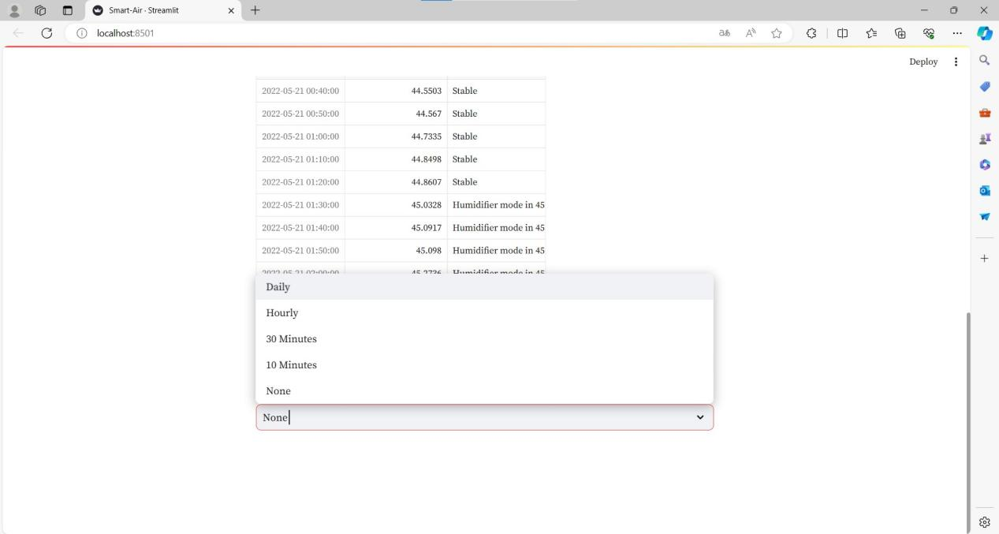 Smart-Air · Streamlit
localhost:8501
Deploy
2022-05-21 00:40:00 44.5503 Stable
2022-05-21 00:50:00 44.567 Stable
2022-05-21 01:00:00 44.7335 Stable
2022-05-21 01:10:00 44.8498 Stable
2022-05-21 01:20:00 44.8607 Stable
2022-05-21 01:30:00 45.0328 Humidifier mode in 45
2022-05-21 01:40:00 45.0917 Humidifier mode in 45
2022-05-21 01:50:00 45.098 Humidifier mode in 45
2022-05-21 02:00:00 45.2736 Humidifier mode in 45
Daily
Hourly
30 Minutes
10 Minutes
None
None